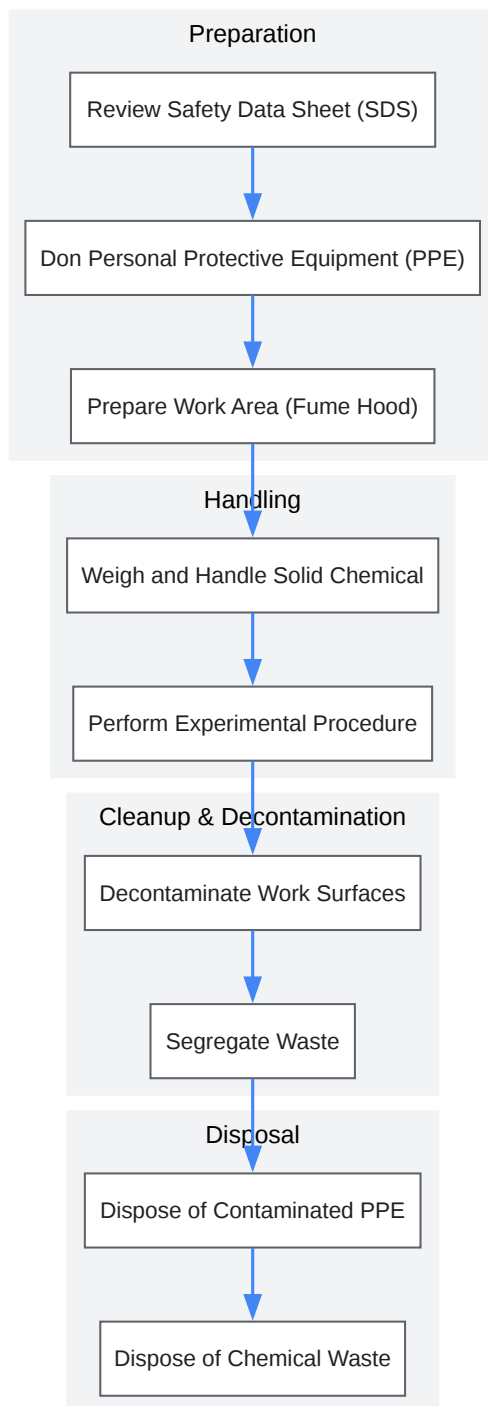 Preparation
Review Safety Data Sheet (SDS)
Don Personal Protective Equipment (PPE)
Prepare Work Area (Fume Hood)
Handling
Weigh and Handle Solid Chemical
Perform Experimental Procedure
Cleanup & Decontamination
Decontaminate Work Surfaces
Segregate Waste
Disposal
Dispose of Contaminated PPE
Dispose of Chemical Waste